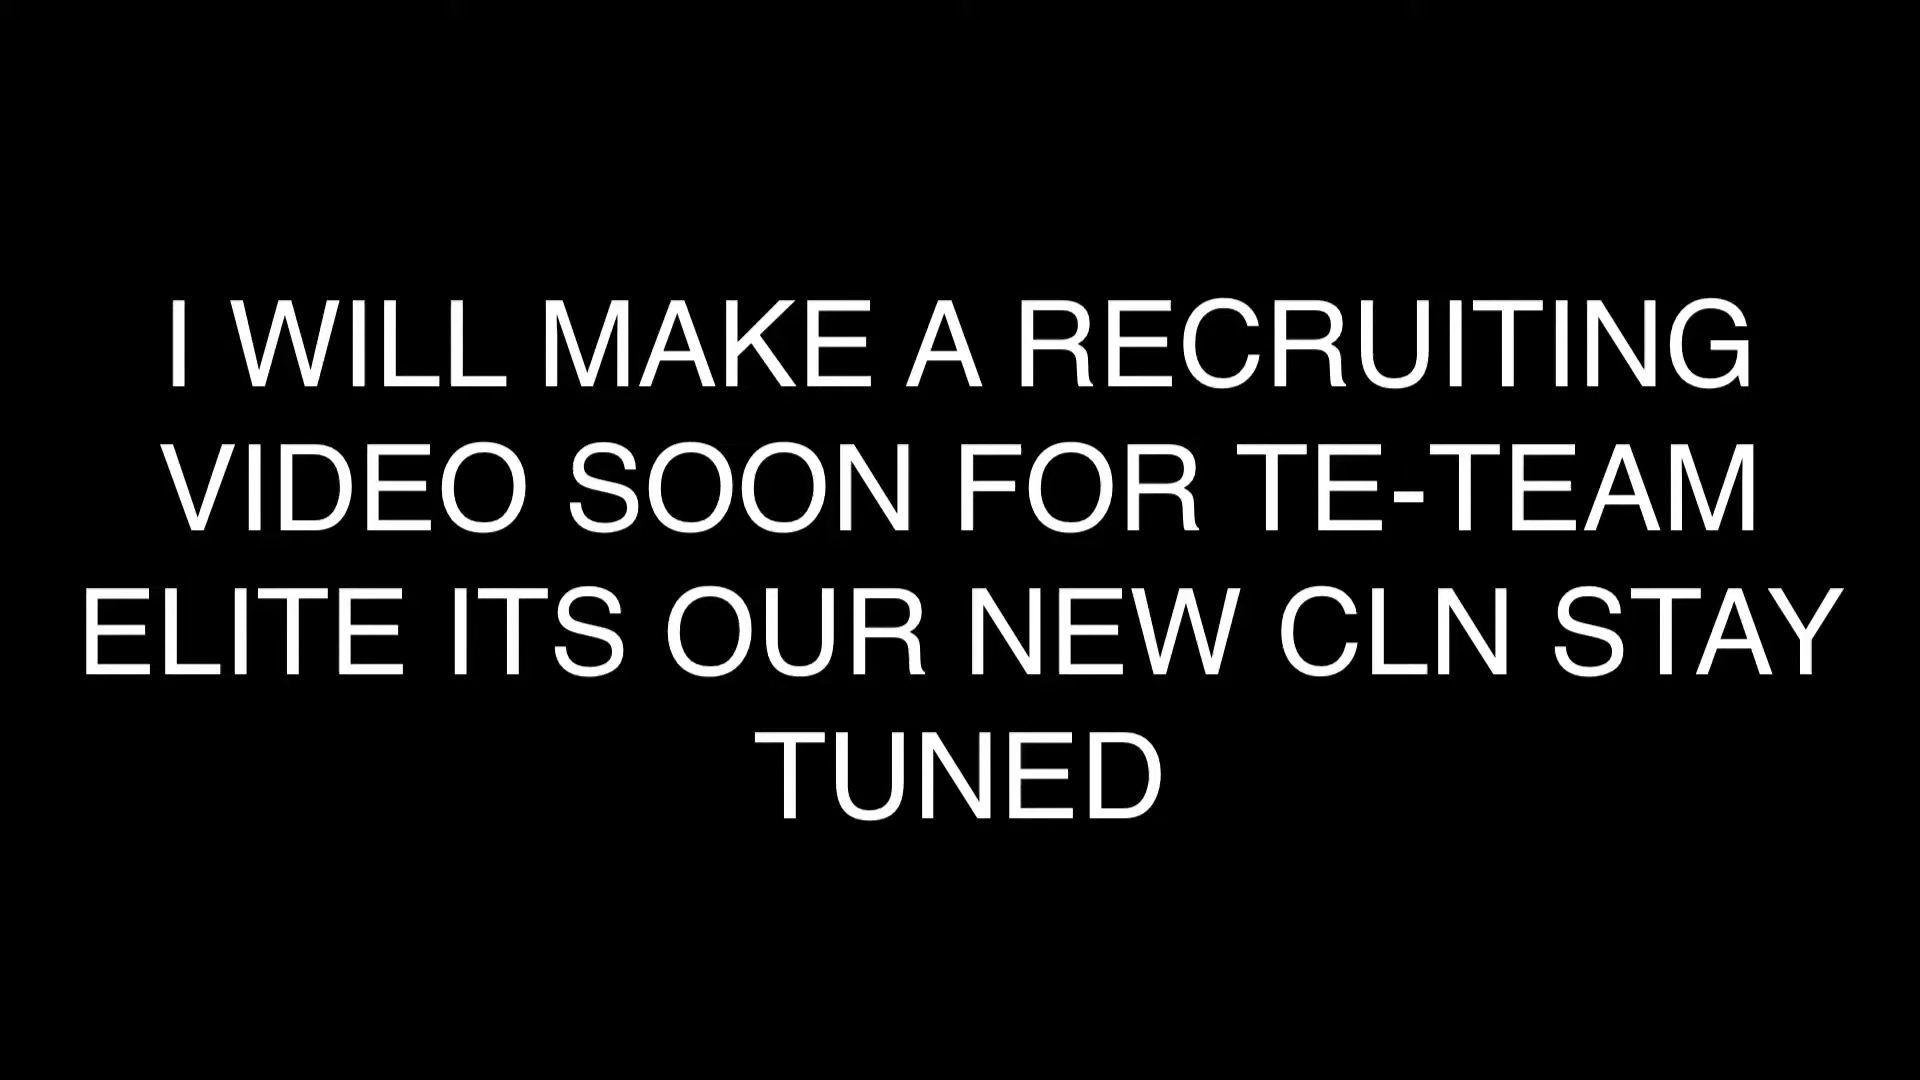 I WILL MAKE A RECRUITING
VIDEO SOON FOR TE-TEAM
ELITE ITS OUR NEW CLN STAY
TUNED